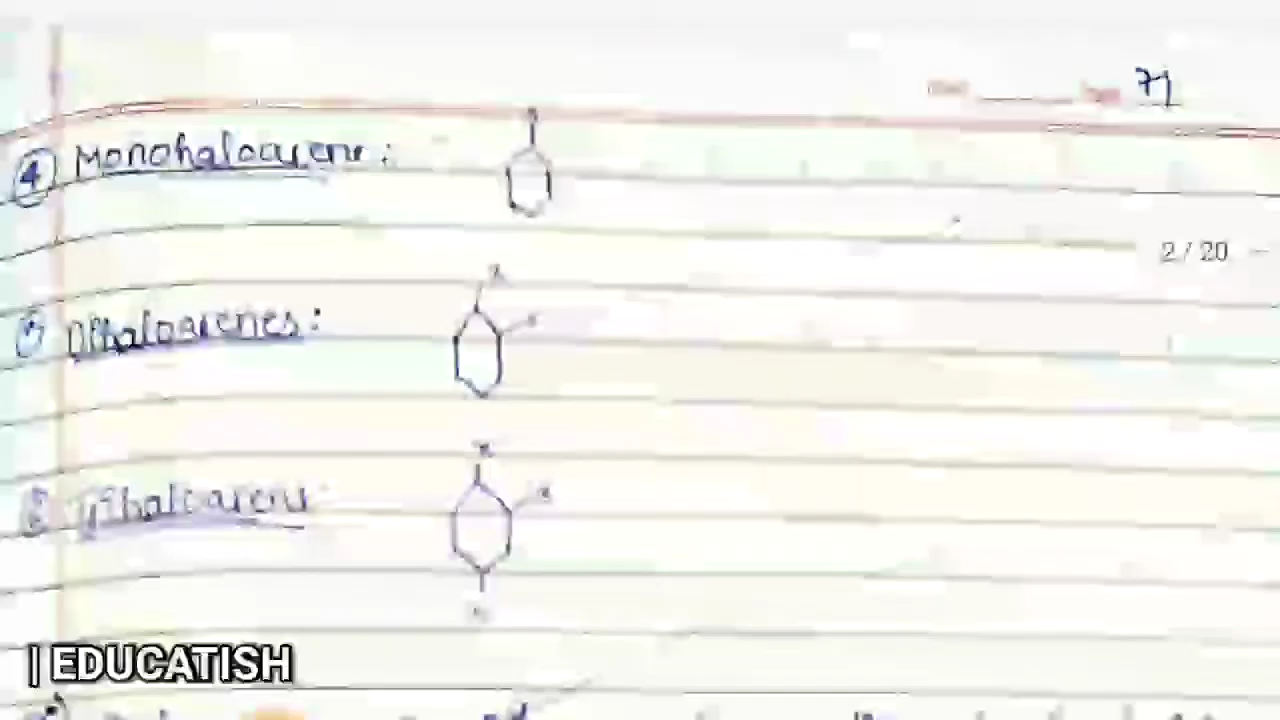 71
④ Monohaloarene:
X
2 / 20
Dihaloarenes:
X
X
Trihaloarene:
X
X
X
| EDUCATISH